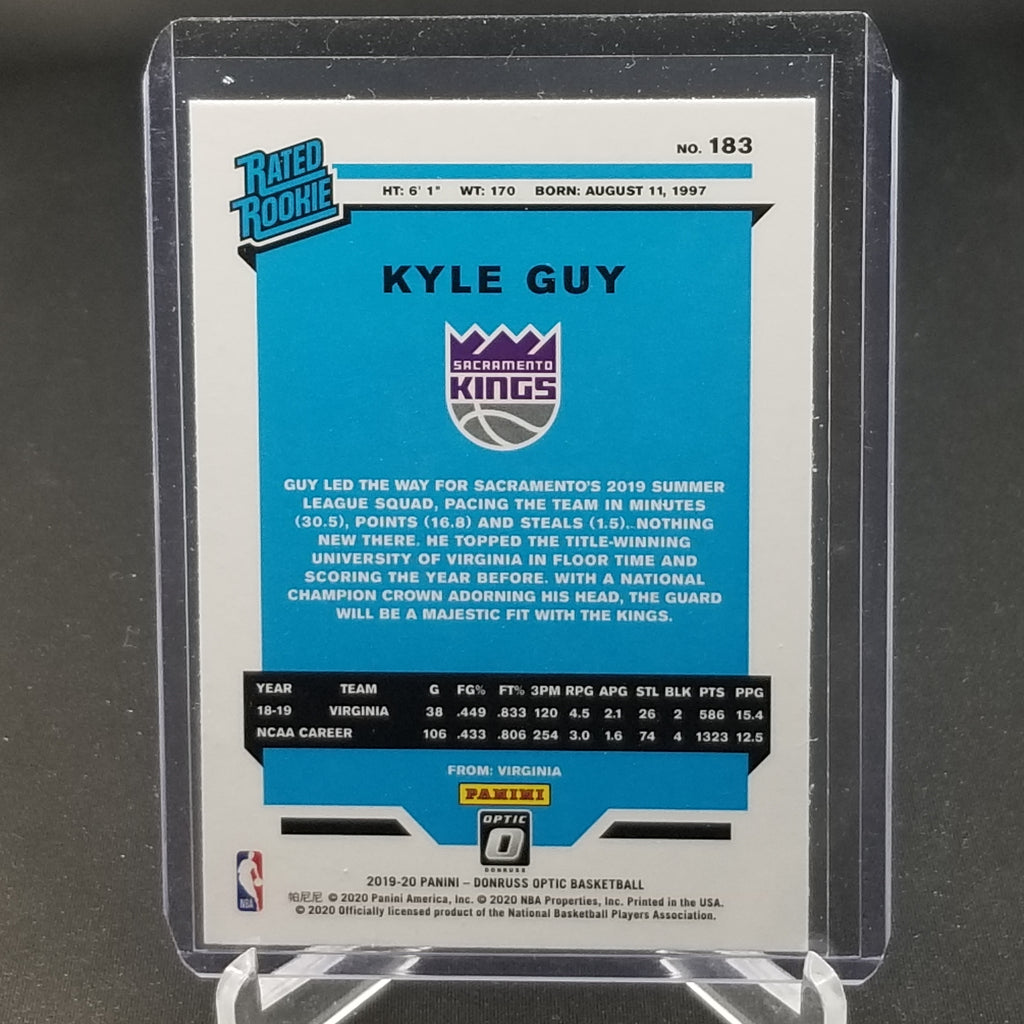 RATED
ROOKIE
NO. 183
HT: 6' 1" WT: 170 BORN: AUGUST 11, 1997
KYLE GUY
SACRAMENTO
KINGS
GUY LED THE WAY FOR SACRAMENTO'S 2019 SUMMER
LEAGUE SQUAD, PACING THE TEAM IN MINUTES
(30.5), POINTS (16.8) AND STEALS (1.5). NOTHING
NEW THERE. HE TOPPED THE TITLE-WINNING
UNIVERSITY OF VIRGINIA IN FLOOR TIME AND
SCORING THE YEAR BEFORE. WITH A NATIONAL
CHAMPION CROWN ADORNING HIS HEAD, THE GUARD
WILL BE A MAJESTIC FIT WITH THE KINGS.
YEAR TEAM G FG% FT% 3PM RPG APG STL BLK PTS PPG
18-19 VIRGINIA 38 .449 .833 120 4.5 2.1 26 2 586 15.4
NCAA CAREER 106 .433 .806 254 3.0 1.6 74 4 1323 12.5
FROM: VIRGINIA
PANINI
OPTIC
O
DONRUSS
NBA
2019-20 PANINI – DONRUSS OPTIC BASKETBALL
帕尼尼 © 2020 Panini America, Inc. © 2020 NBA Properties, Inc. Printed in the USA.
© 2020 Officially licensed product of the National Basketball Players Association.